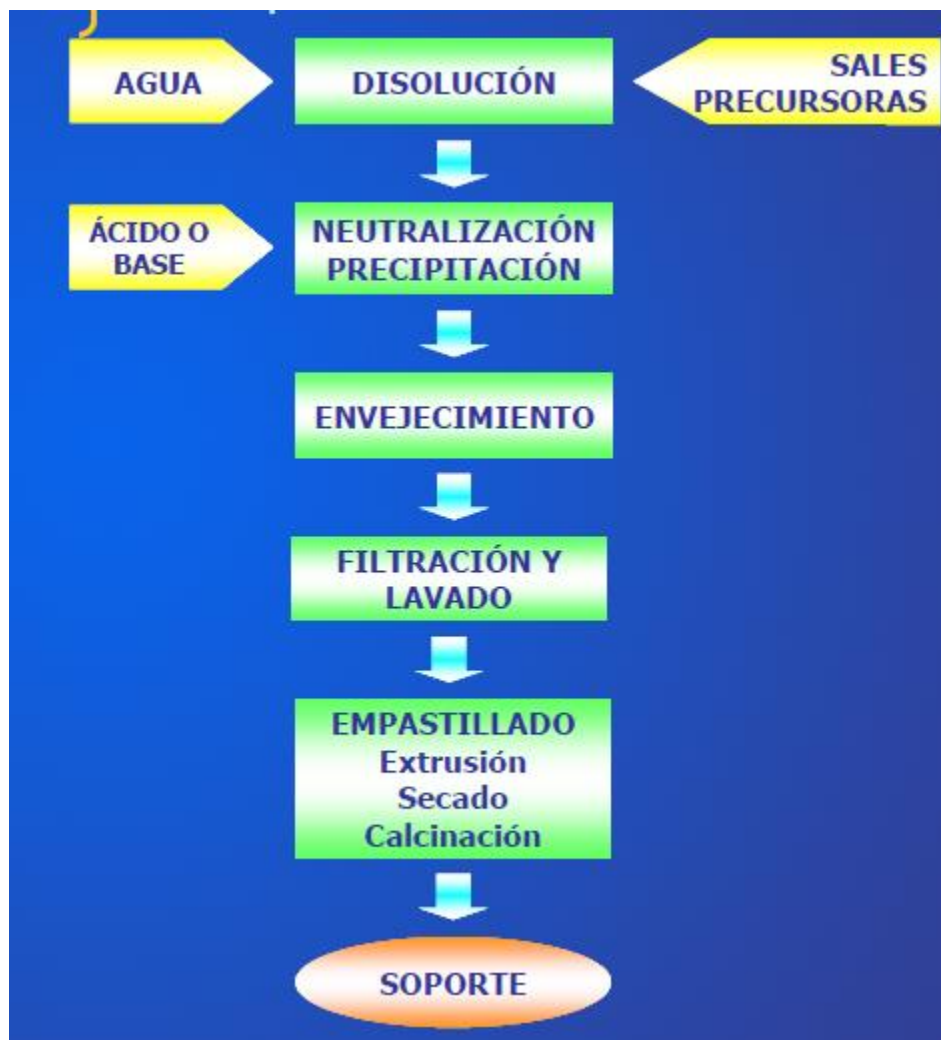 AGUA
DISOLUCIÓN
SALES
PRECURSORAS
ÁCIDO O
BASE
NEUTRALIZACIÓN
PRECIPITACIÓN
ENVEJECIMIENTO
FILTRACIÓN Y
LAVADO
EMPASTILLADO
Extrusión
Secado
Calcinación
SOPORTE